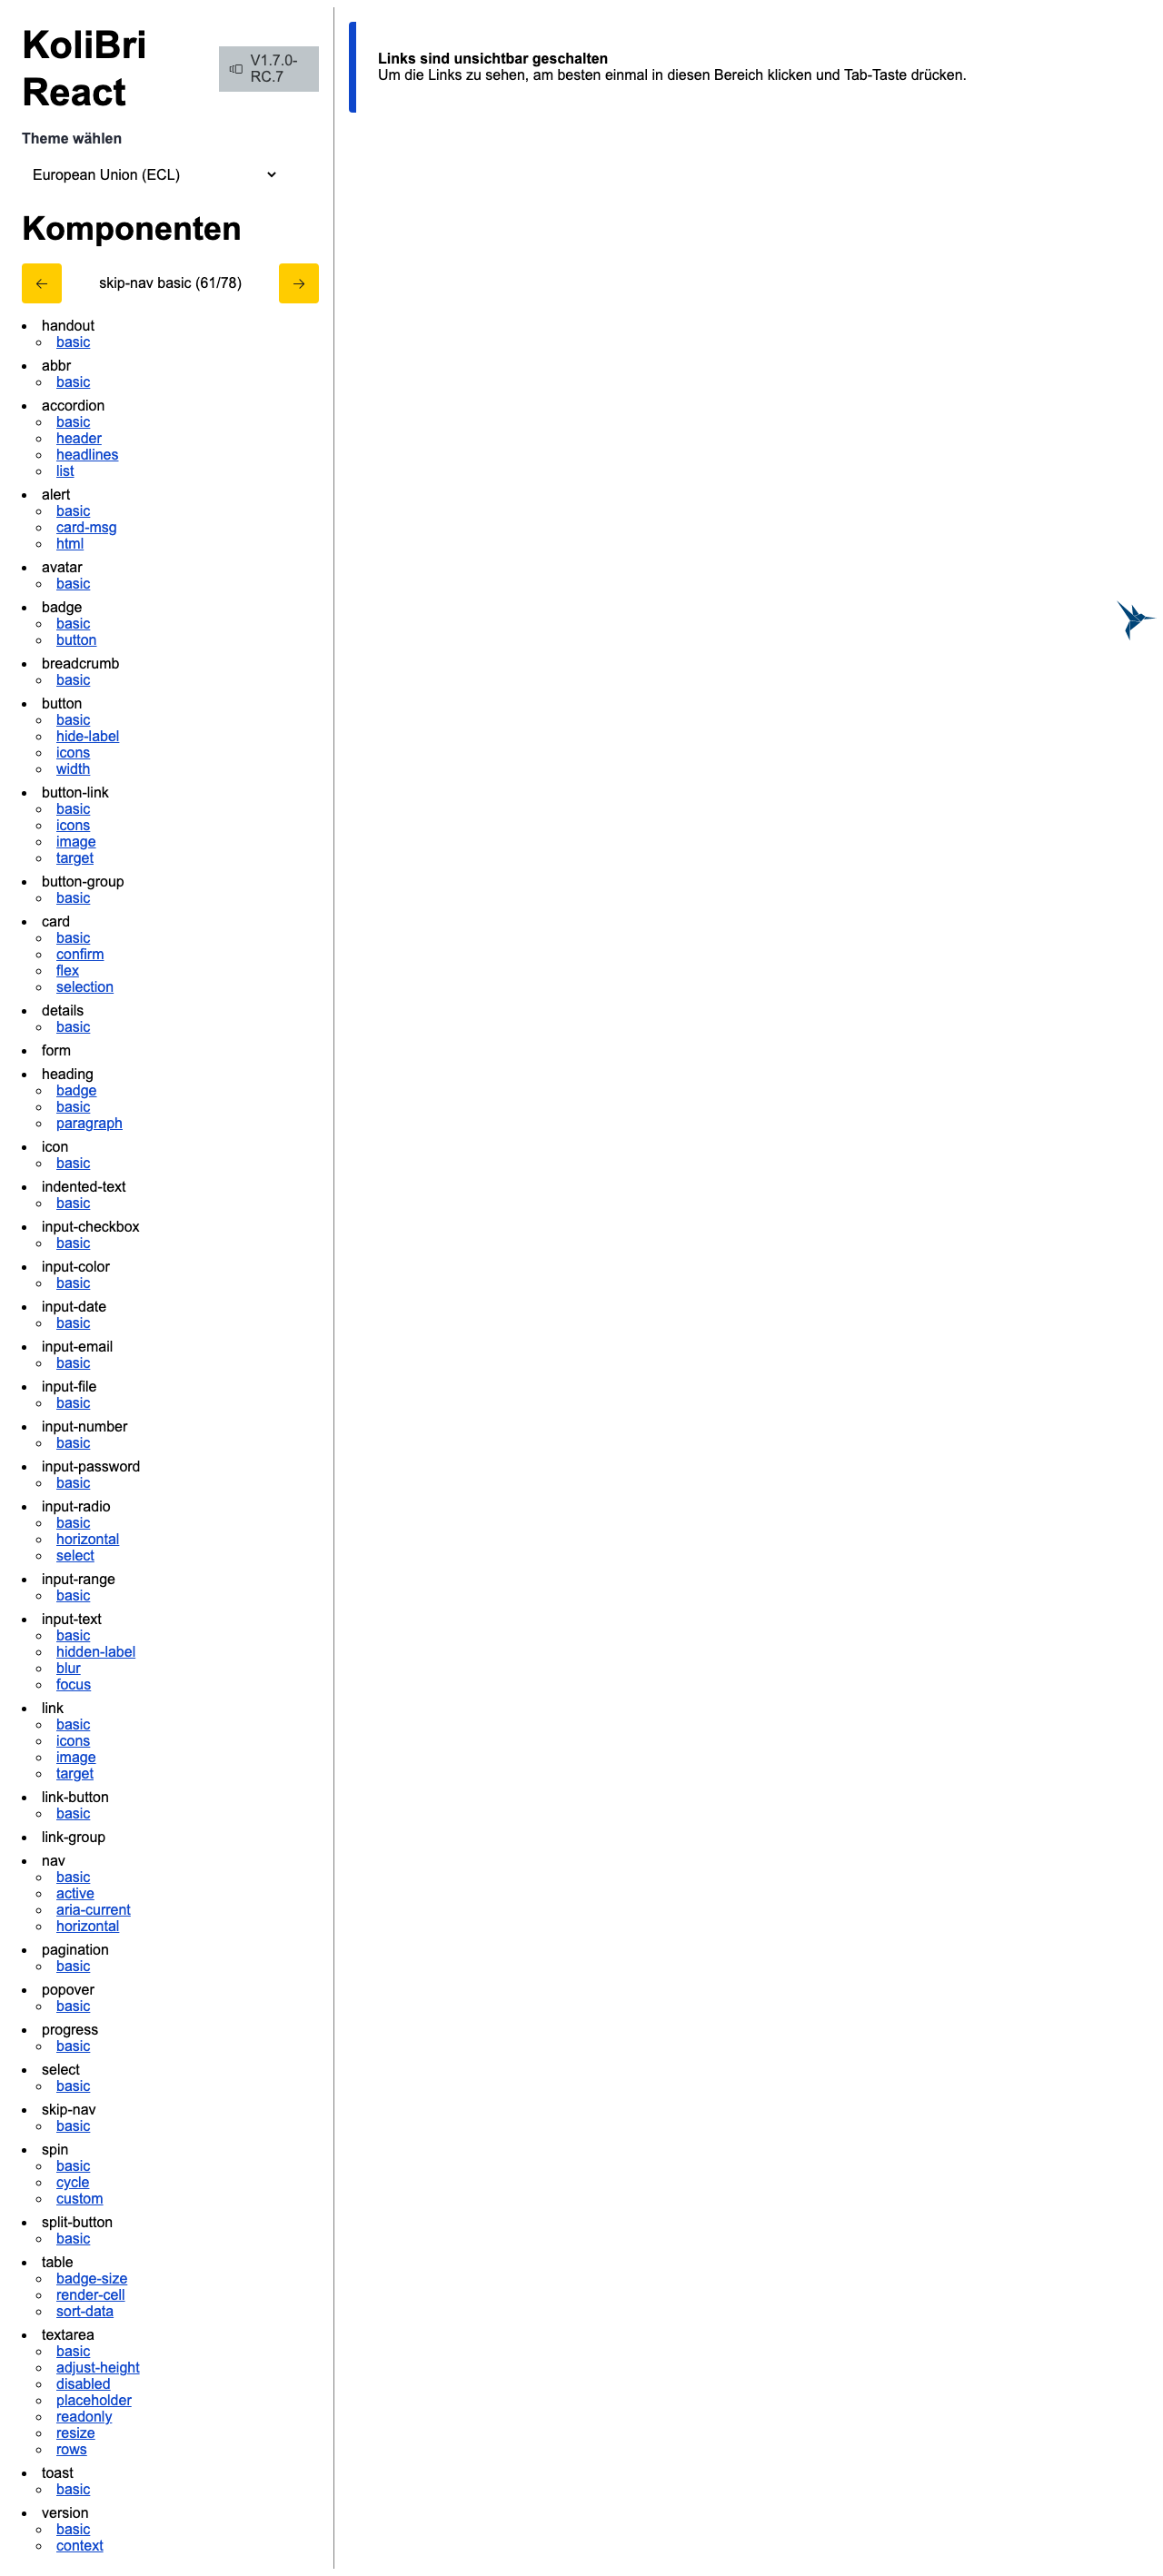 KoliBri
React
V1.7.0-
RC.7
Theme wählen
European Union (ECL)
Komponenten
skip-nav basic (61/78)
handout
basic
abbr
basic
accordion
basic
header
headlines
list
alert
basic
card-msg
html
avatar
basic
badge
basic
button
breadcrumb
basic
button
basic
hide-label
icons
width
button-link
basic
icons
image
target
button-group
basic
card
basic
confirm
flex
selection
details
basic
form
heading
badge
basic
paragraph
icon
basic
indented-text
basic
input-checkbox
basic
input-color
basic
input-date
basic
input-email
basic
input-file
basic
input-number
basic
input-password
basic
input-radio
basic
horizontal
select
input-range
basic
input-text
basic
hidden-label
blur
focus
link
basic
icons
image
target
link-button
basic
link-group
nav
basic
active
aria-current
horizontal
pagination
basic
popover
basic
progress
basic
select
basic
skip-nav
basic
spin
basic
cycle
custom
split-button
basic
table
badge-size
render-cell
sort-data
textarea
basic
adjust-height
disabled
placeholder
readonly
resize
rows
toast
basic
version
basic
context
Links sind unsichtbar geschalten
Um die Links zu sehen, am besten einmal in diesen Bereich klicken und Tab-Taste drücken.